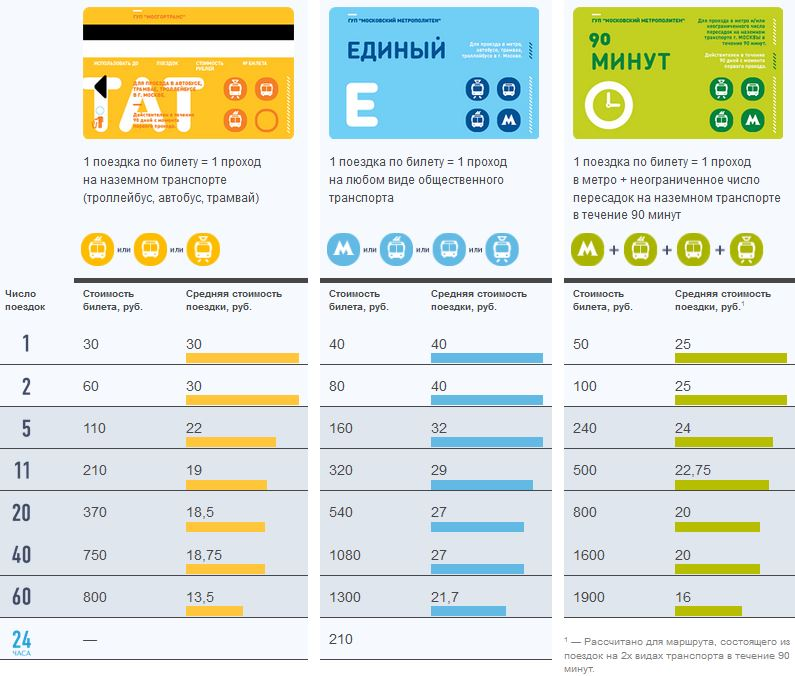 ГУП "МОСГОРТРАНС"
ИСПОЛЬЗОВАТЬ ДО ПОЕЗДОК СТОИМОСТЬ РУБЛЕЙ № БИЛЕТА
ТАТ
ДЛЯ ПРОЕЗДА В АВТОБУСЕ,
ТРАМВАЕ, ТРОЛЛЕЙБУСЕ
В Г. МОСКВЕ.
Действителен в течение
90 дней с момента
первого прохода.
ГУП "МОСКОВСКИЙ МЕТРОПОЛИТЕН"
ЕДИНЫЙ
Для прохода в метро,
автобусе, трамвае,
троллейбусе в г. Москве.
Е
М
ГУП "МОСКОВСКИЙ МЕТРОПОЛИТЕН"
90
МИНУТ
Для проезда в метро и/или
неограниченного числа
пересадок на наземном
транспорте г. МОСКВЫ в
течение 90 минут.
Действителен в течение
90 дней с момента
первого прохода.
М
1 поездка по билету = 1 проход
на наземном транспорте
(троллейбус, автобус, трамвай)
1 поездка по билету = 1 проход
на любом виде общественного
транспорта
1 поездка по билету = 1 проход
в метро + неограниченное число
пересадок на наземном транспорте
в течение 90 минут
или или
М или или или
М + + +
Число
поездок
Стоимость
билета, руб.
Средняя стоимость
поездки, руб.
Стоимость
билета, руб.
Средняя стоимость
поездки, руб.
Стоимость
билета, руб.
Средняя стоимость
поездки, руб.¹
1 30 30 40 40 50 25
2 60 30 80 40 100 25
5 110 22 160 32 240 24
11 210 19 320 29 500 22,75
20 370 18,5 540 27 800 20
40 750 18,75 1080 27 1600 20
60 800 13,5 1300 21,7 1900 16
24 — 210
ЧАСА
¹ — Рассчитано для маршрута, состоящего из
поездок на 2х видах транспорта в течение 90
минут.